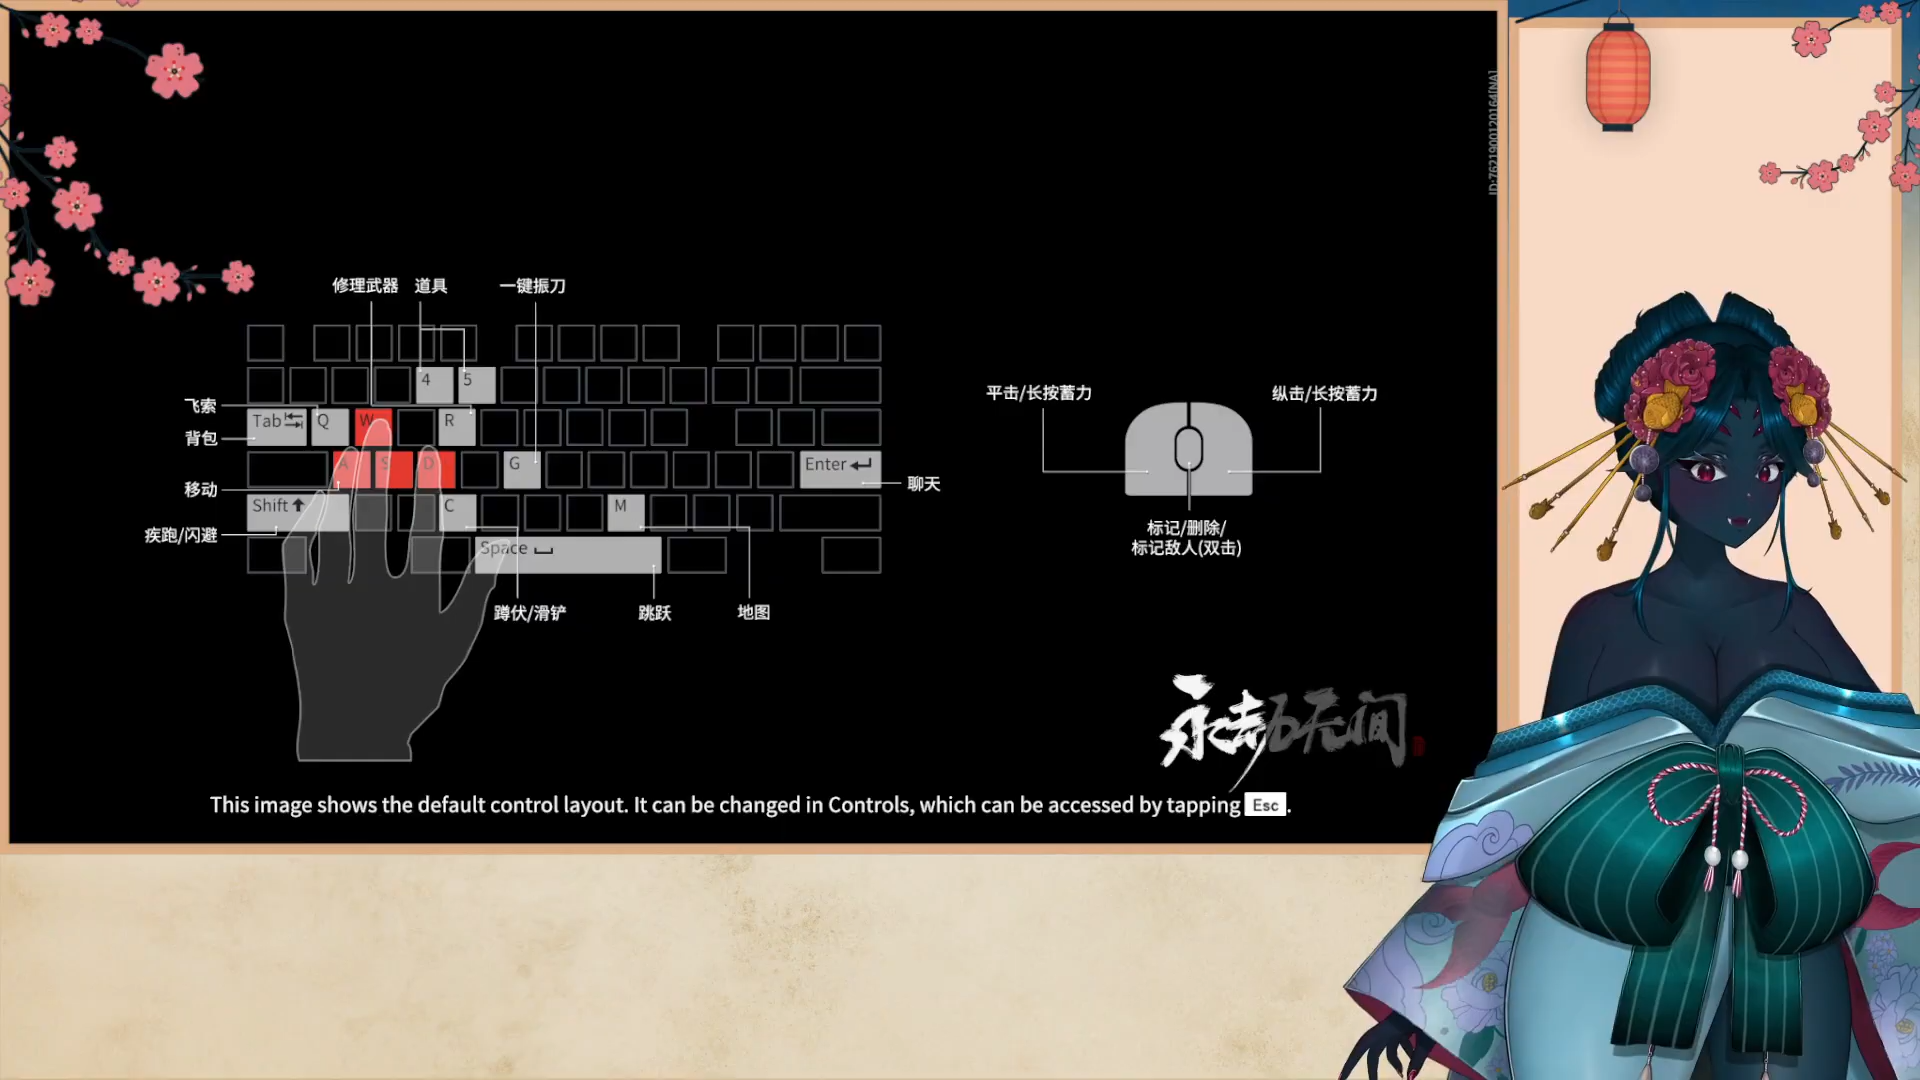 ID:7621900120164[NA]
修理武器 道具 一键振刀
4 5
飞索
Tab Q W R
背包
A S D G Enter
移动
聊天
Shift C M
疾跑/闪避
Space
蹲伏/滑铲 跳跃 地图
平击/长按蓄力 纵击/长按蓄力
标记/删除/
标记敌人(双击)
永劫无间
This image shows the default control layout. It can be changed in Controls, which can be accessed by tapping Esc.